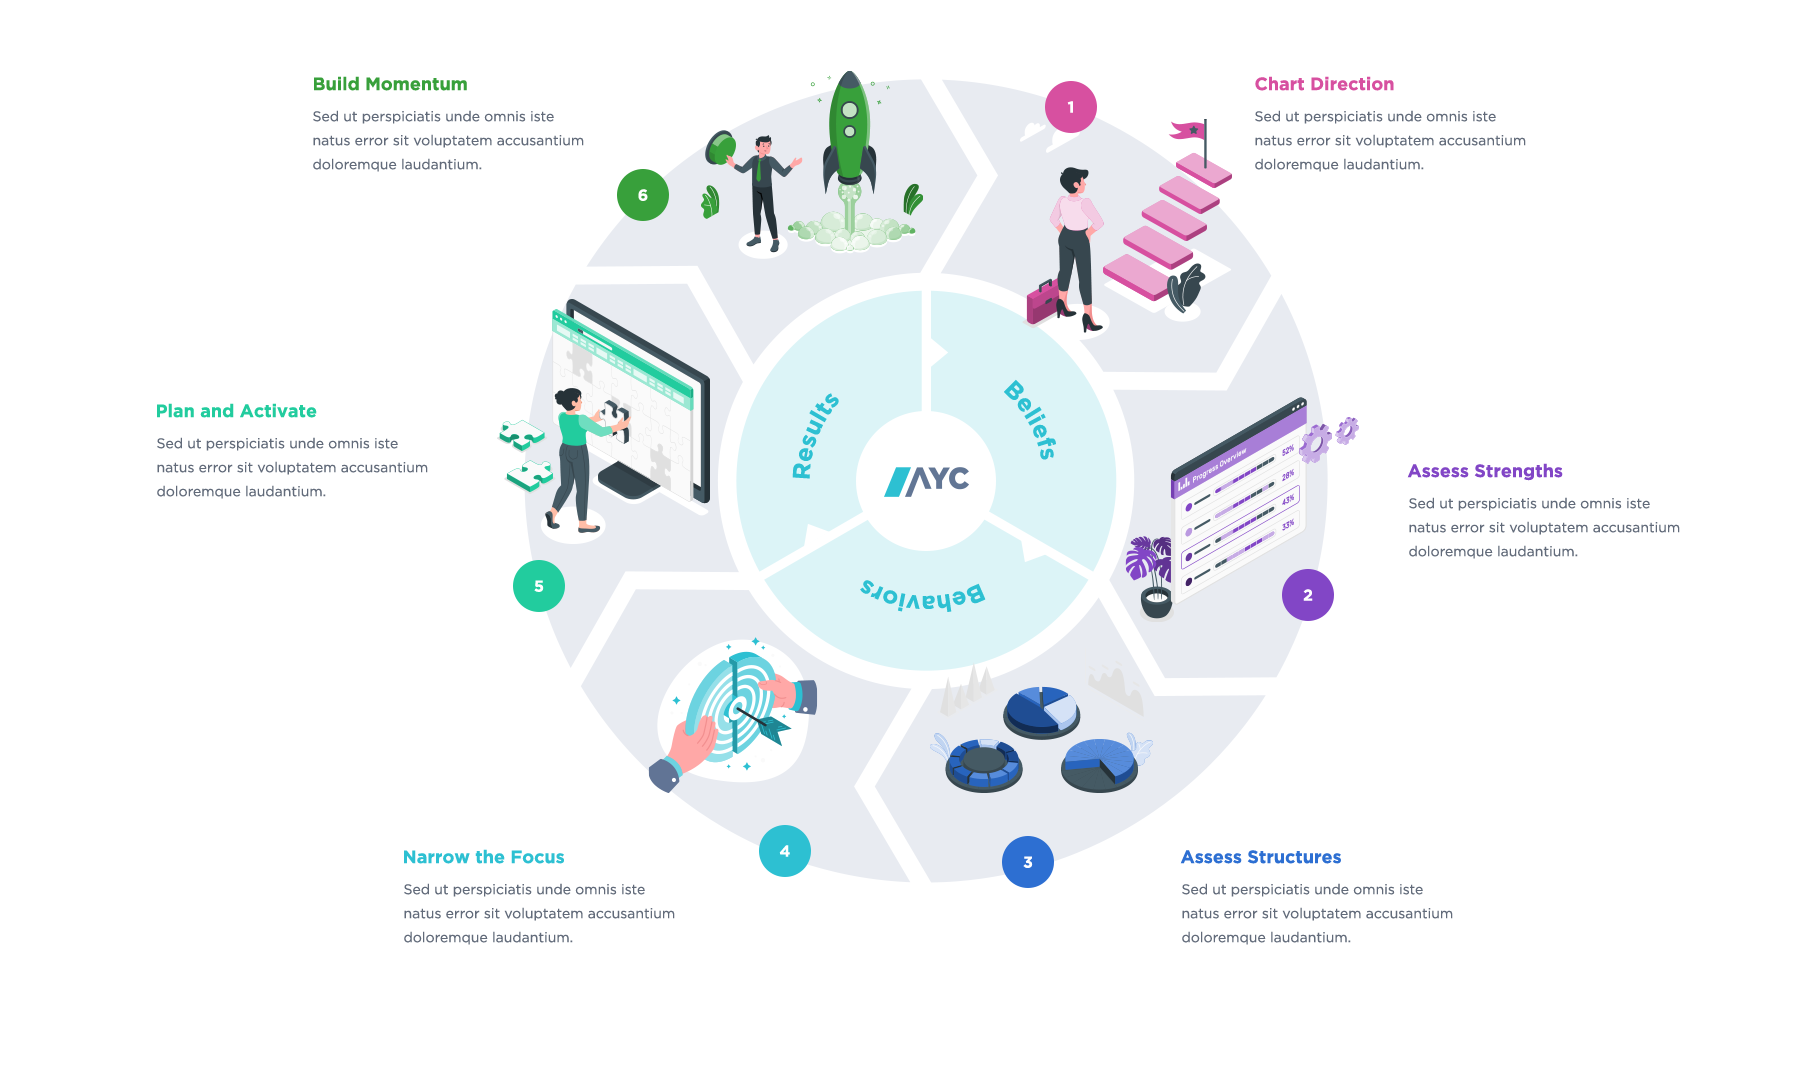 1
Chart Direction
Sed ut perspiciatis unde omnis iste
natus error sit voluptatem accusantium
doloremque laudantium.
2
Assess Strengths
Sed ut perspiciatis unde omnis iste
natus error sit voluptatem accusantium
doloremque laudantium.
Progress Overview
52%
28%
43%
33%
3
Assess Structures
Sed ut perspiciatis unde omnis iste
natus error sit voluptatem accusantium
doloremque laudantium.
4
Narrow the Focus
Sed ut perspiciatis unde omnis iste
natus error sit voluptatem accusantium
doloremque laudantium.
5
Plan and Activate
Sed ut perspiciatis unde omnis iste
natus error sit voluptatem accusantium
doloremque laudantium.
6
Build Momentum
Sed ut perspiciatis unde omnis iste
natus error sit voluptatem accusantium
doloremque laudantium.
Beliefs
Behaviors
Results
AYC